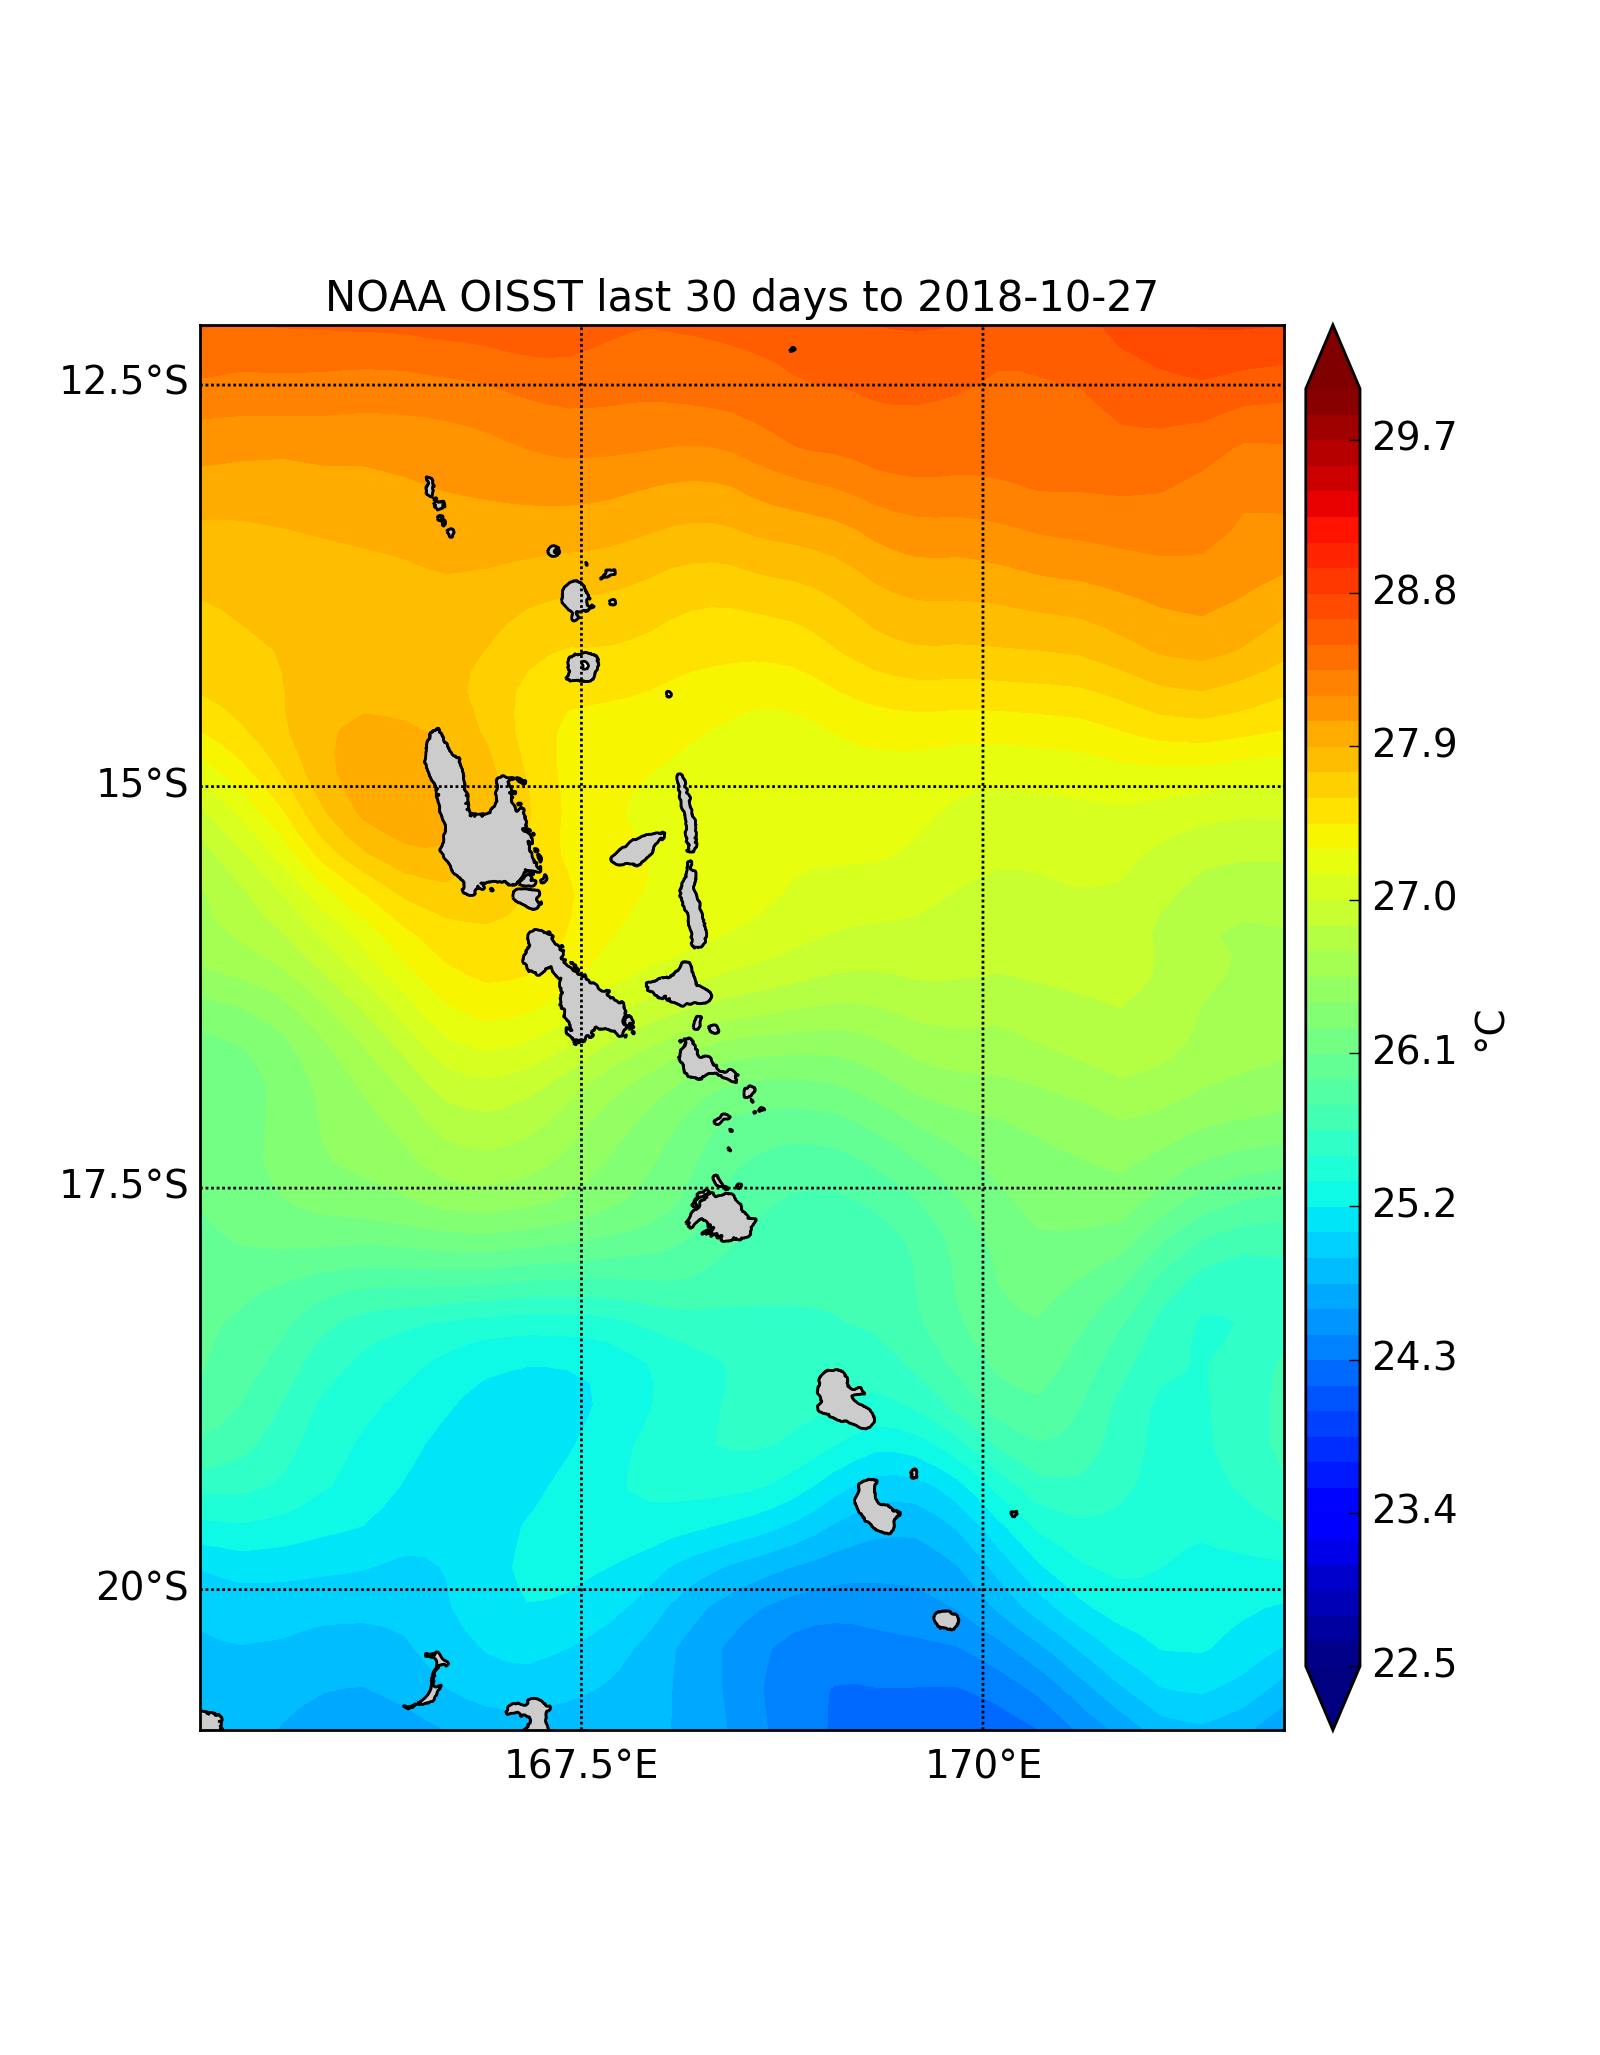 NOAA OISST last 30 days to 2018-10-27
12.5°S
15°S
17.5°S
20°S
167.5°E
170°E
29.7
28.8
27.9
27.0
26.1
25.2
24.3
23.4
22.5
°C